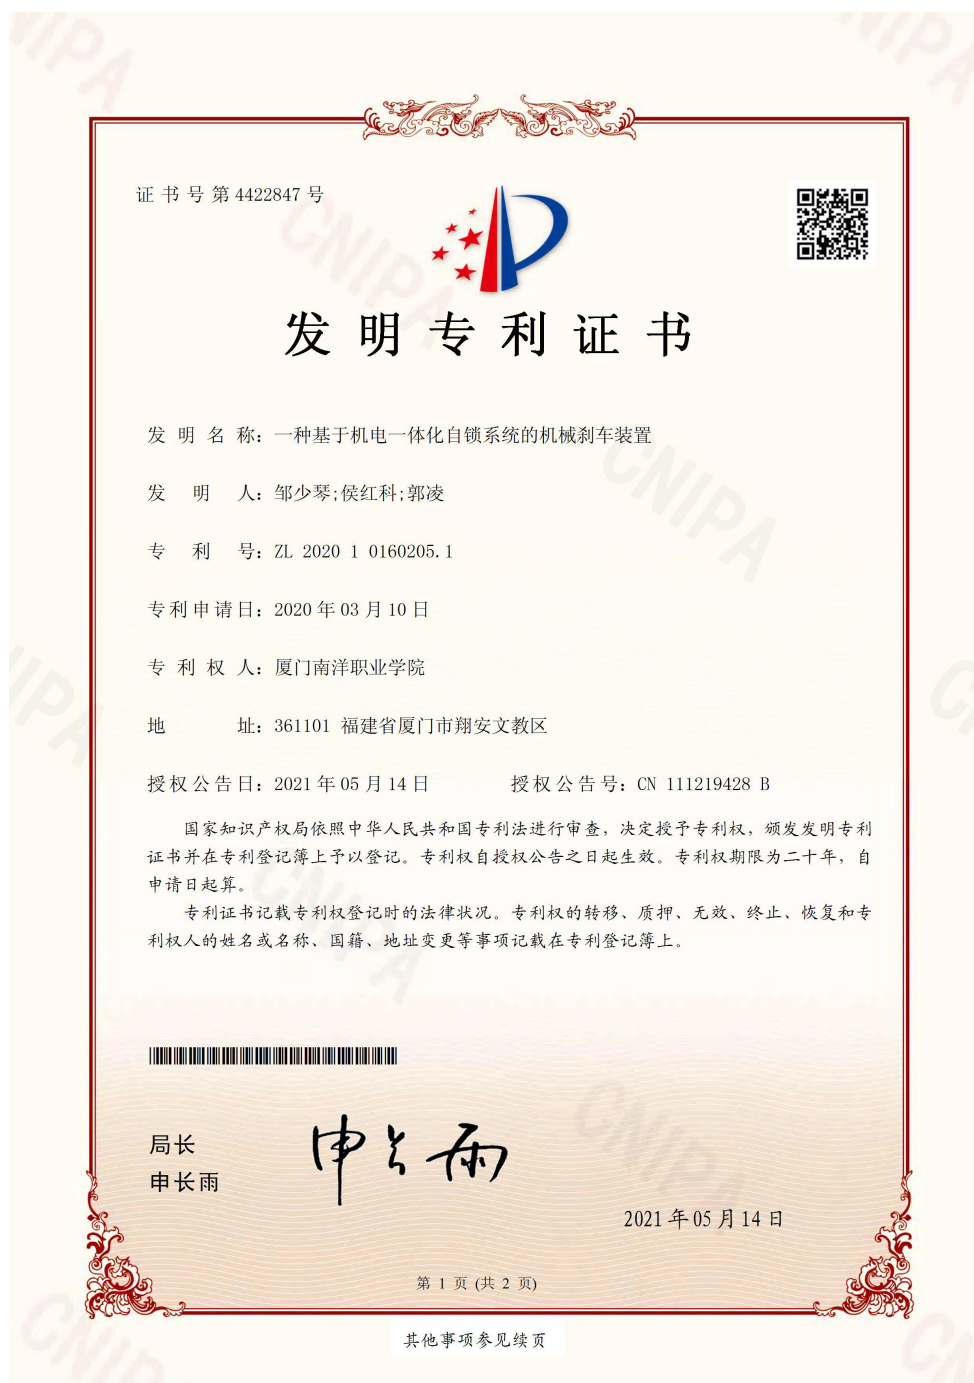 证书号第4422847号
发明专利证书
发明名称：一种基于机电一体化自锁系统的机械刹车装置
发明人：邹少琴;侯红科;郭凌
专利号：ZL 2020 1 0160205.1
专利申请日：2020年03月10日
专利权人：厦门南洋职业学院
地址：361101 福建省厦门市翔安文教区
授权公告日：2021年05月14日 授权公告号：CN 111219428 B
国家知识产权局依照中华人民共和国专利法进行审查，决定授予专利权，颁发发明专利
证书并在专利登记簿上予以登记。专利权自授权公告之日起生效。专利权期限为二十年，自
申请日起算。
专利证书记载专利权登记时的法律状况。专利权的转移、质押、无效、终止、恢复和专
利权人的姓名或名称、国籍、地址变更等事项记载在专利登记簿上。
局长
申长雨
申长雨
2021年05月14日
第 1 页 (共 2 页)
其他事项参见续页
CNIPA
CNIPA
CNIPA
CNIPA